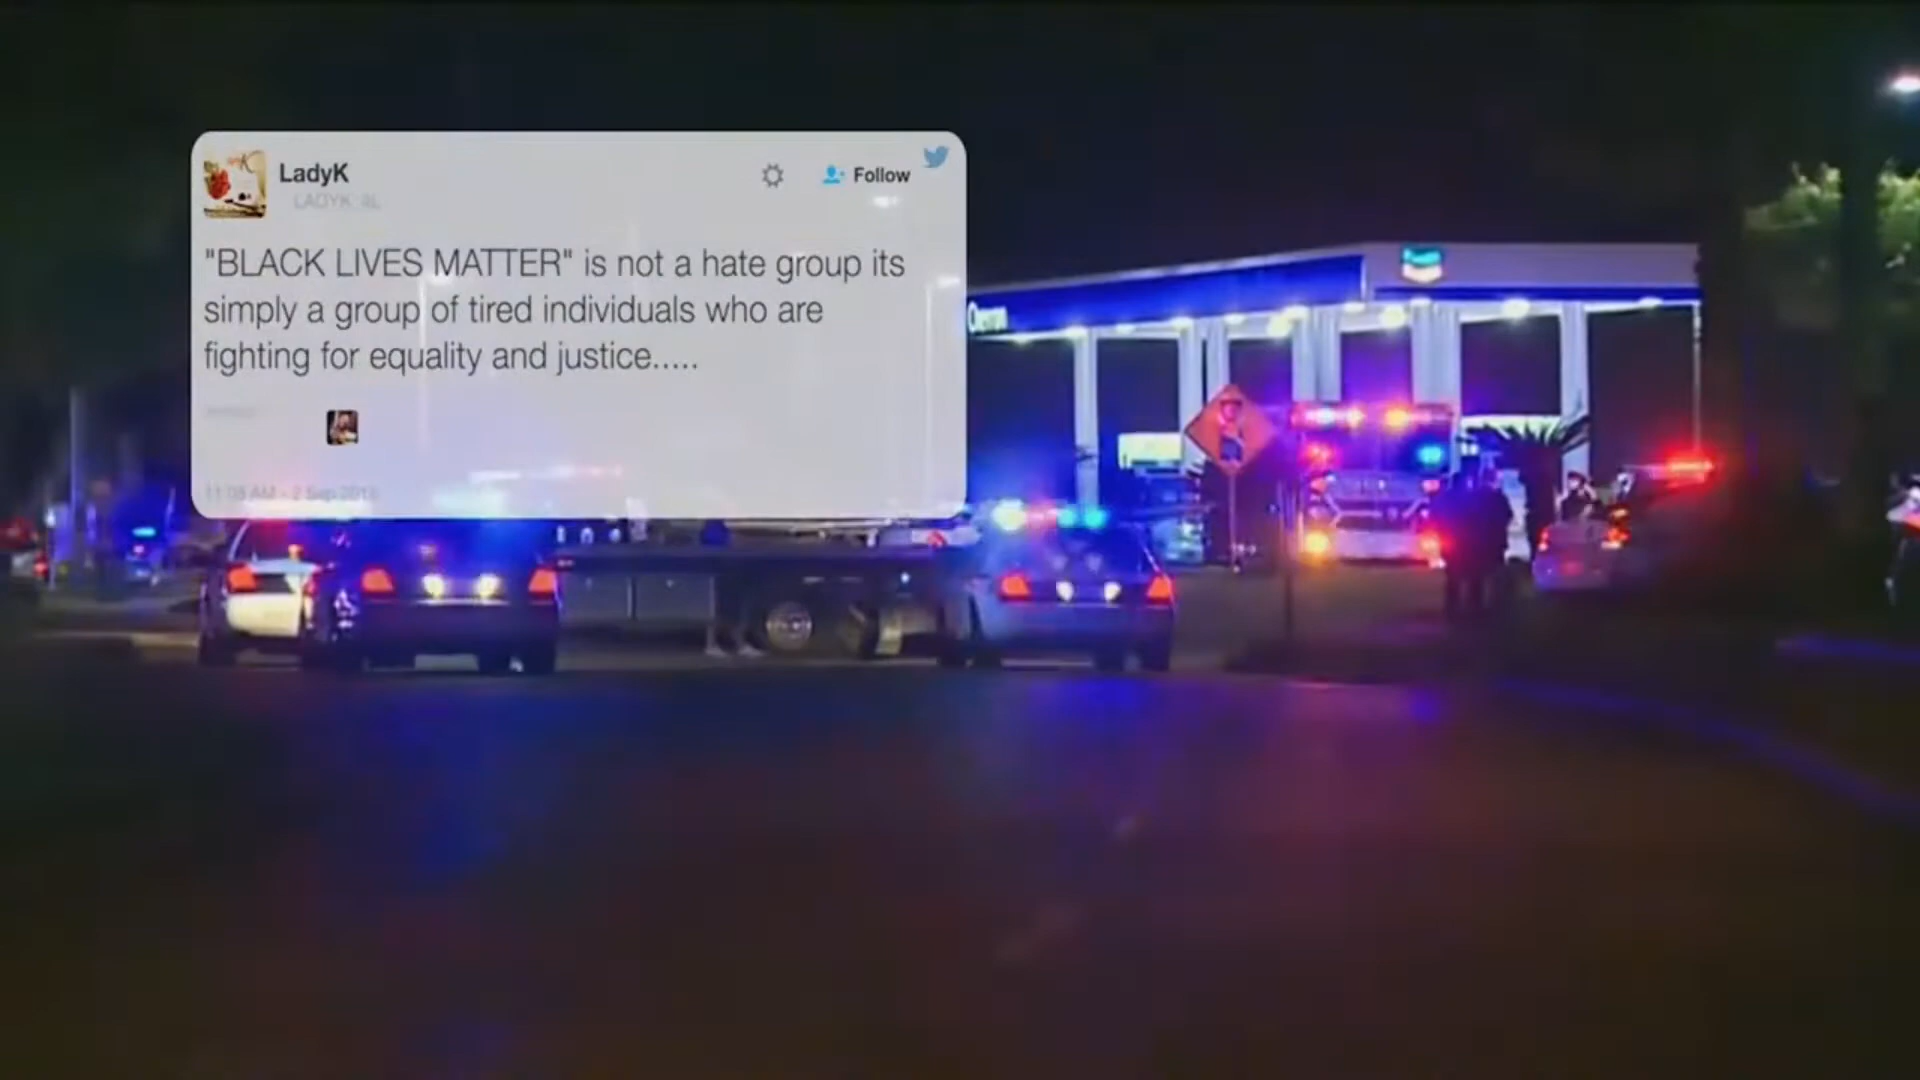 LadyK
Follow
"BLACK LIVES MATTER" is not a hate group its
simply a group of tired individuals who are
fighting for equality and justice.....